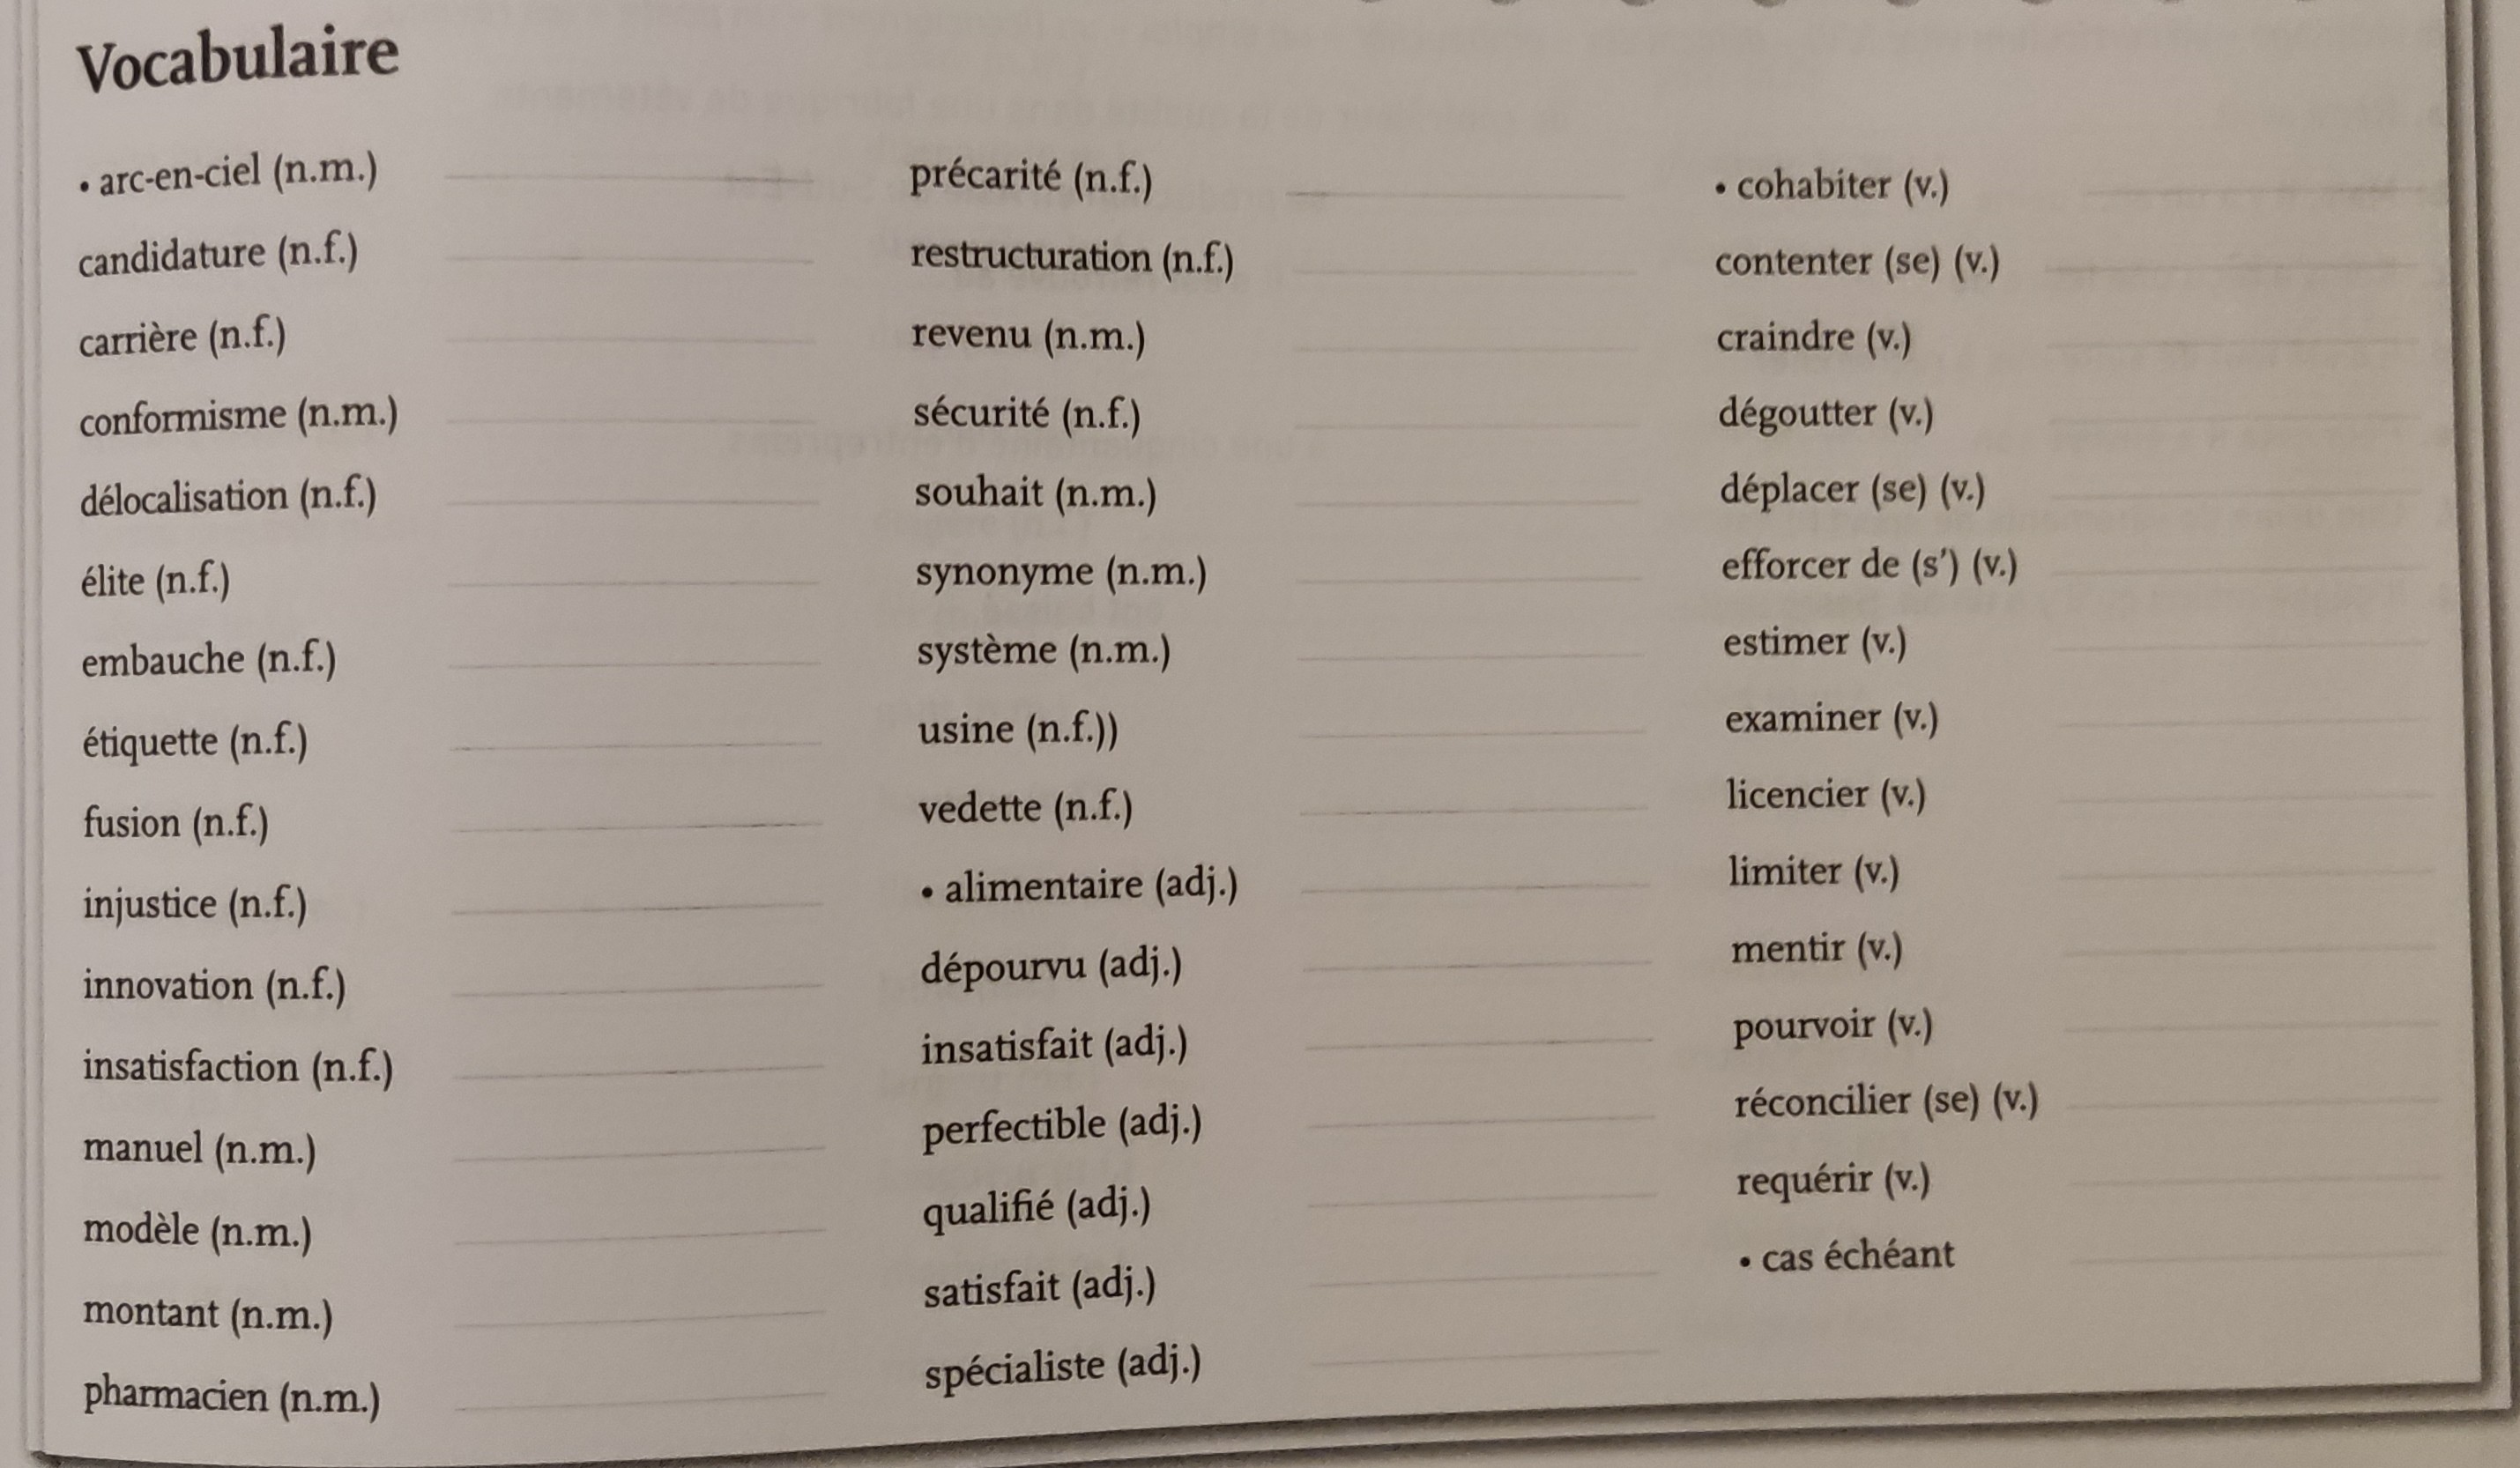 Vocabulaire
• arc-en-ciel (n.m.)
candidature (n.f.)
carrière (n.f.)
conformisme (n.m.)
délocalisation (n.f.)
élite (n.f.)
embauche (n.f.)
étiquette (n.f.)
fusion (n.f.)
injustice (n.f.)
innovation (n.f.)
insatisfaction (n.f.)
manuel (n.m.)
modèle (n.m.)
montant (n.m.)
pharmacien (n.m.)
précarité (n.f.)
restructuration (n.f.)
revenu (n.m.)
sécurité (n.f.)
souhait (n.m.)
synonyme (n.m.)
système (n.m.)
usine (n.f.))
vedette (n.f.)
• alimentaire (adj.)
dépourvu (adj.)
insatisfait (adj.)
perfectible (adj.)
qualifié (adj.)
satisfait (adj.)
spécialiste (adj.)
• cohabiter (v.)
contenter (se) (v.)
craindre (v.)
dégoutter (v.)
déplacer (se) (v.)
efforcer de (s') (v.)
estimer (v.)
examiner (v.)
licencier (v.)
limiter (v.)
mentir (v.)
pourvoir (v.)
réconcilier (se) (v.)
requérir (v.)
• cas échéant